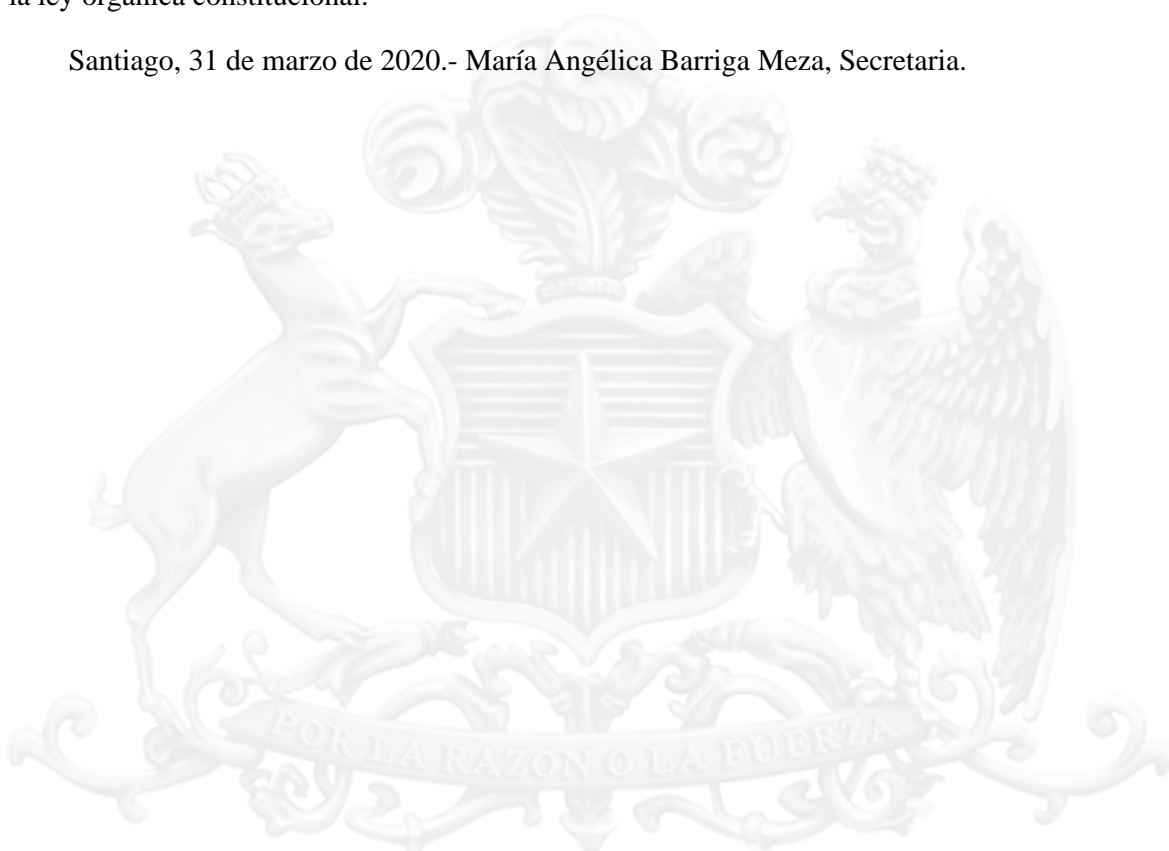 la ley orgánica constitucional.
Santiago, 31 de marzo de 2020.- María Angélica Barriga Meza, Secretaria.
POR LA RAZON O LA FUERZA